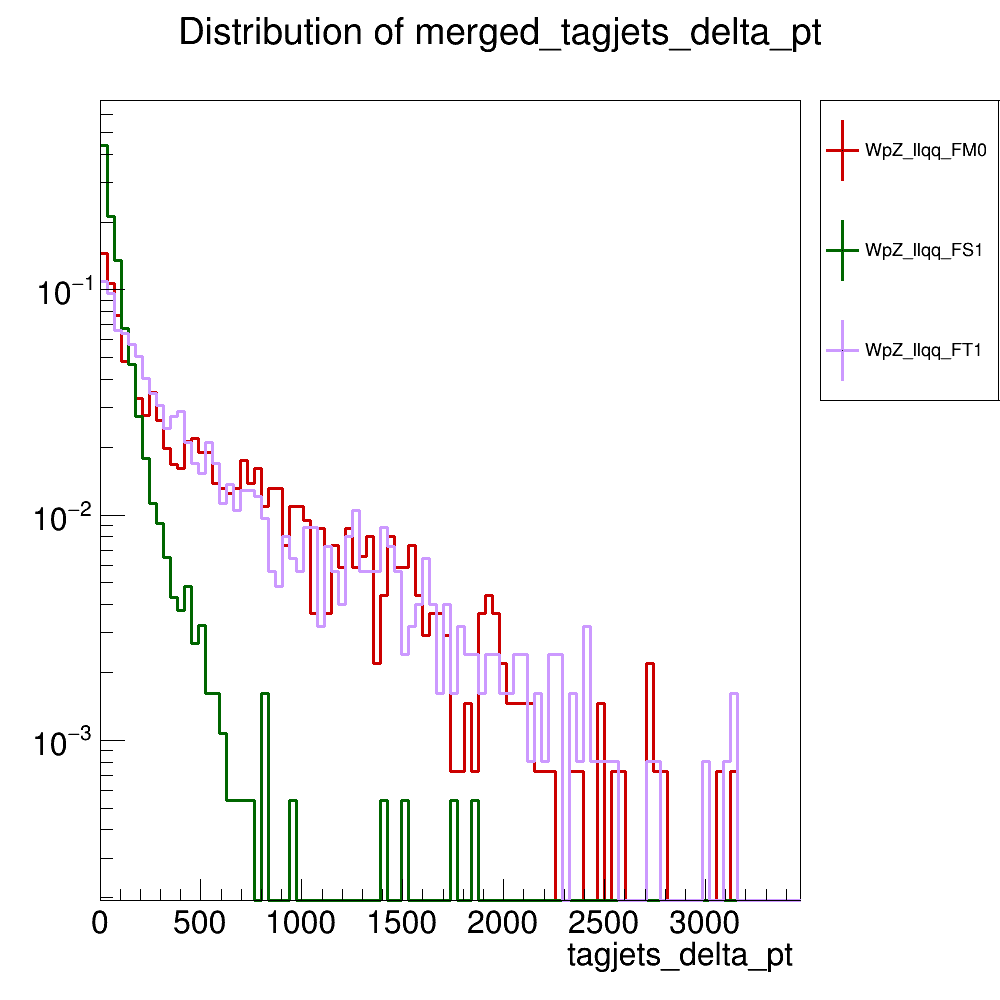 Distribution of merged_tagjets_delta_pt
WpZ_llqq_FM0
WpZ_llqq_FS1
WpZ_llqq_FT1
10−1
10−2
10−3
0 500 1000 1500 2000 2500 3000
tagjets_delta_pt